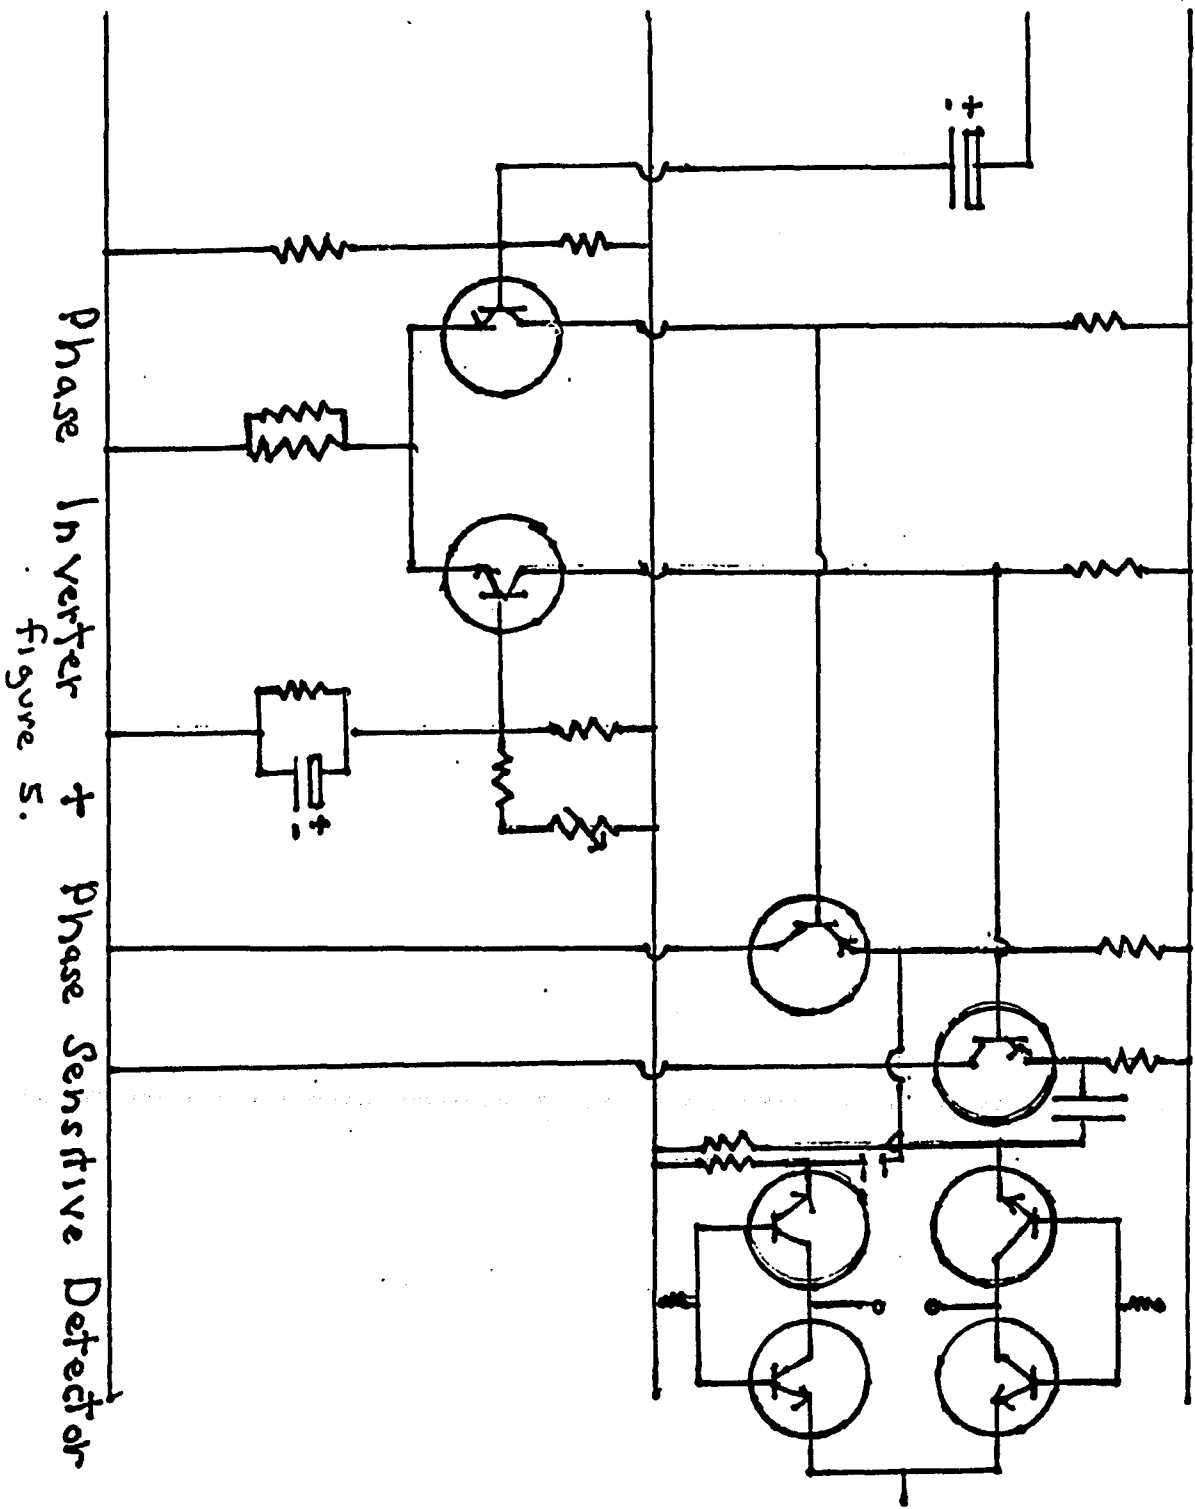 - +
+ -
Phase Inverter + Phase Sensitive Detector
figure 5.